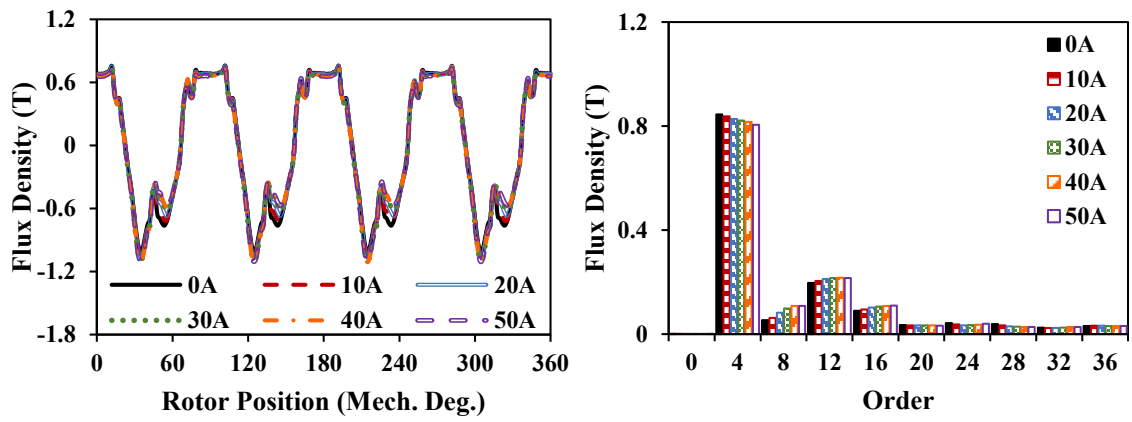 1.2
0.6
0
-0.6
-1.2
-1.8
Flux Density (T)
0A 10A 20A
30A 40A 50A
0 60 120 180 240 300 360
Rotor Position (Mech. Deg.)
1.2
0.8
0.4
0
Flux Density (T)
0A
10A
20A
30A
40A
50A
0 4 8 12 16 20 24 28 32 36
Order